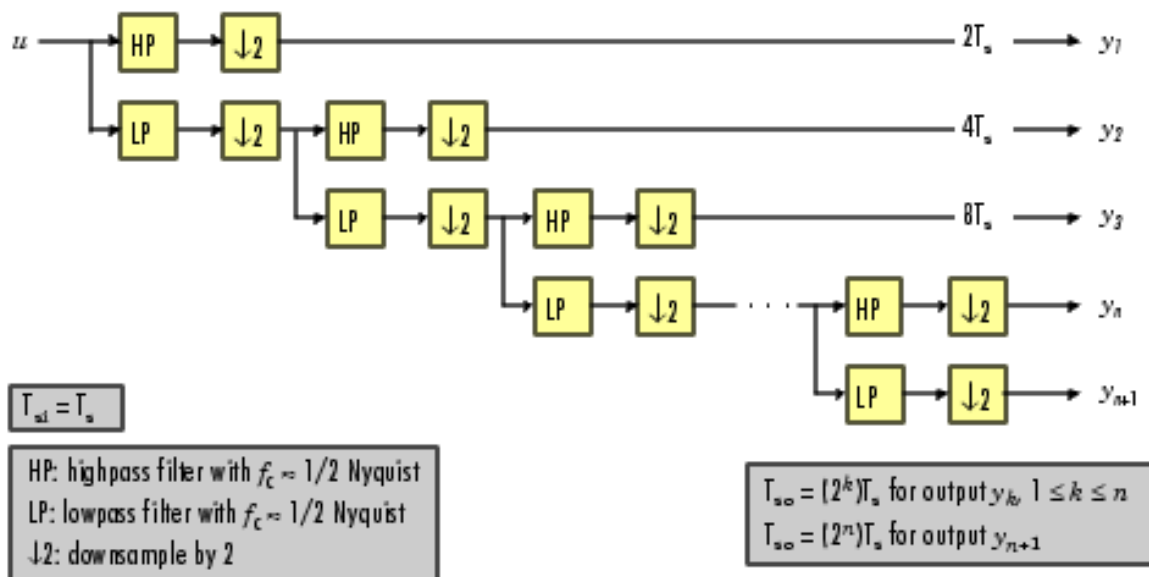 u HP ↓2 2Tₛ y₁
LP ↓2 HP ↓2 4Tₛ y₂
LP ↓2 HP ↓2 8Tₛ y₃
LP ↓2 · · · HP ↓2 yₙ
LP ↓2 yₙ₊₁
Tₛᵢ = Tₛ
HP: highpass filter with f_c ≈ 1/2 Nyquist
LP: lowpass filter with f_c ≈ 1/2 Nyquist
↓2: downsample by 2
Tₛₒ = (2ᵏ)Tₛ for output yₖ, 1 ≤ k ≤ n
Tₛₒ = (2ⁿ)Tₛ for output yₙ₊₁